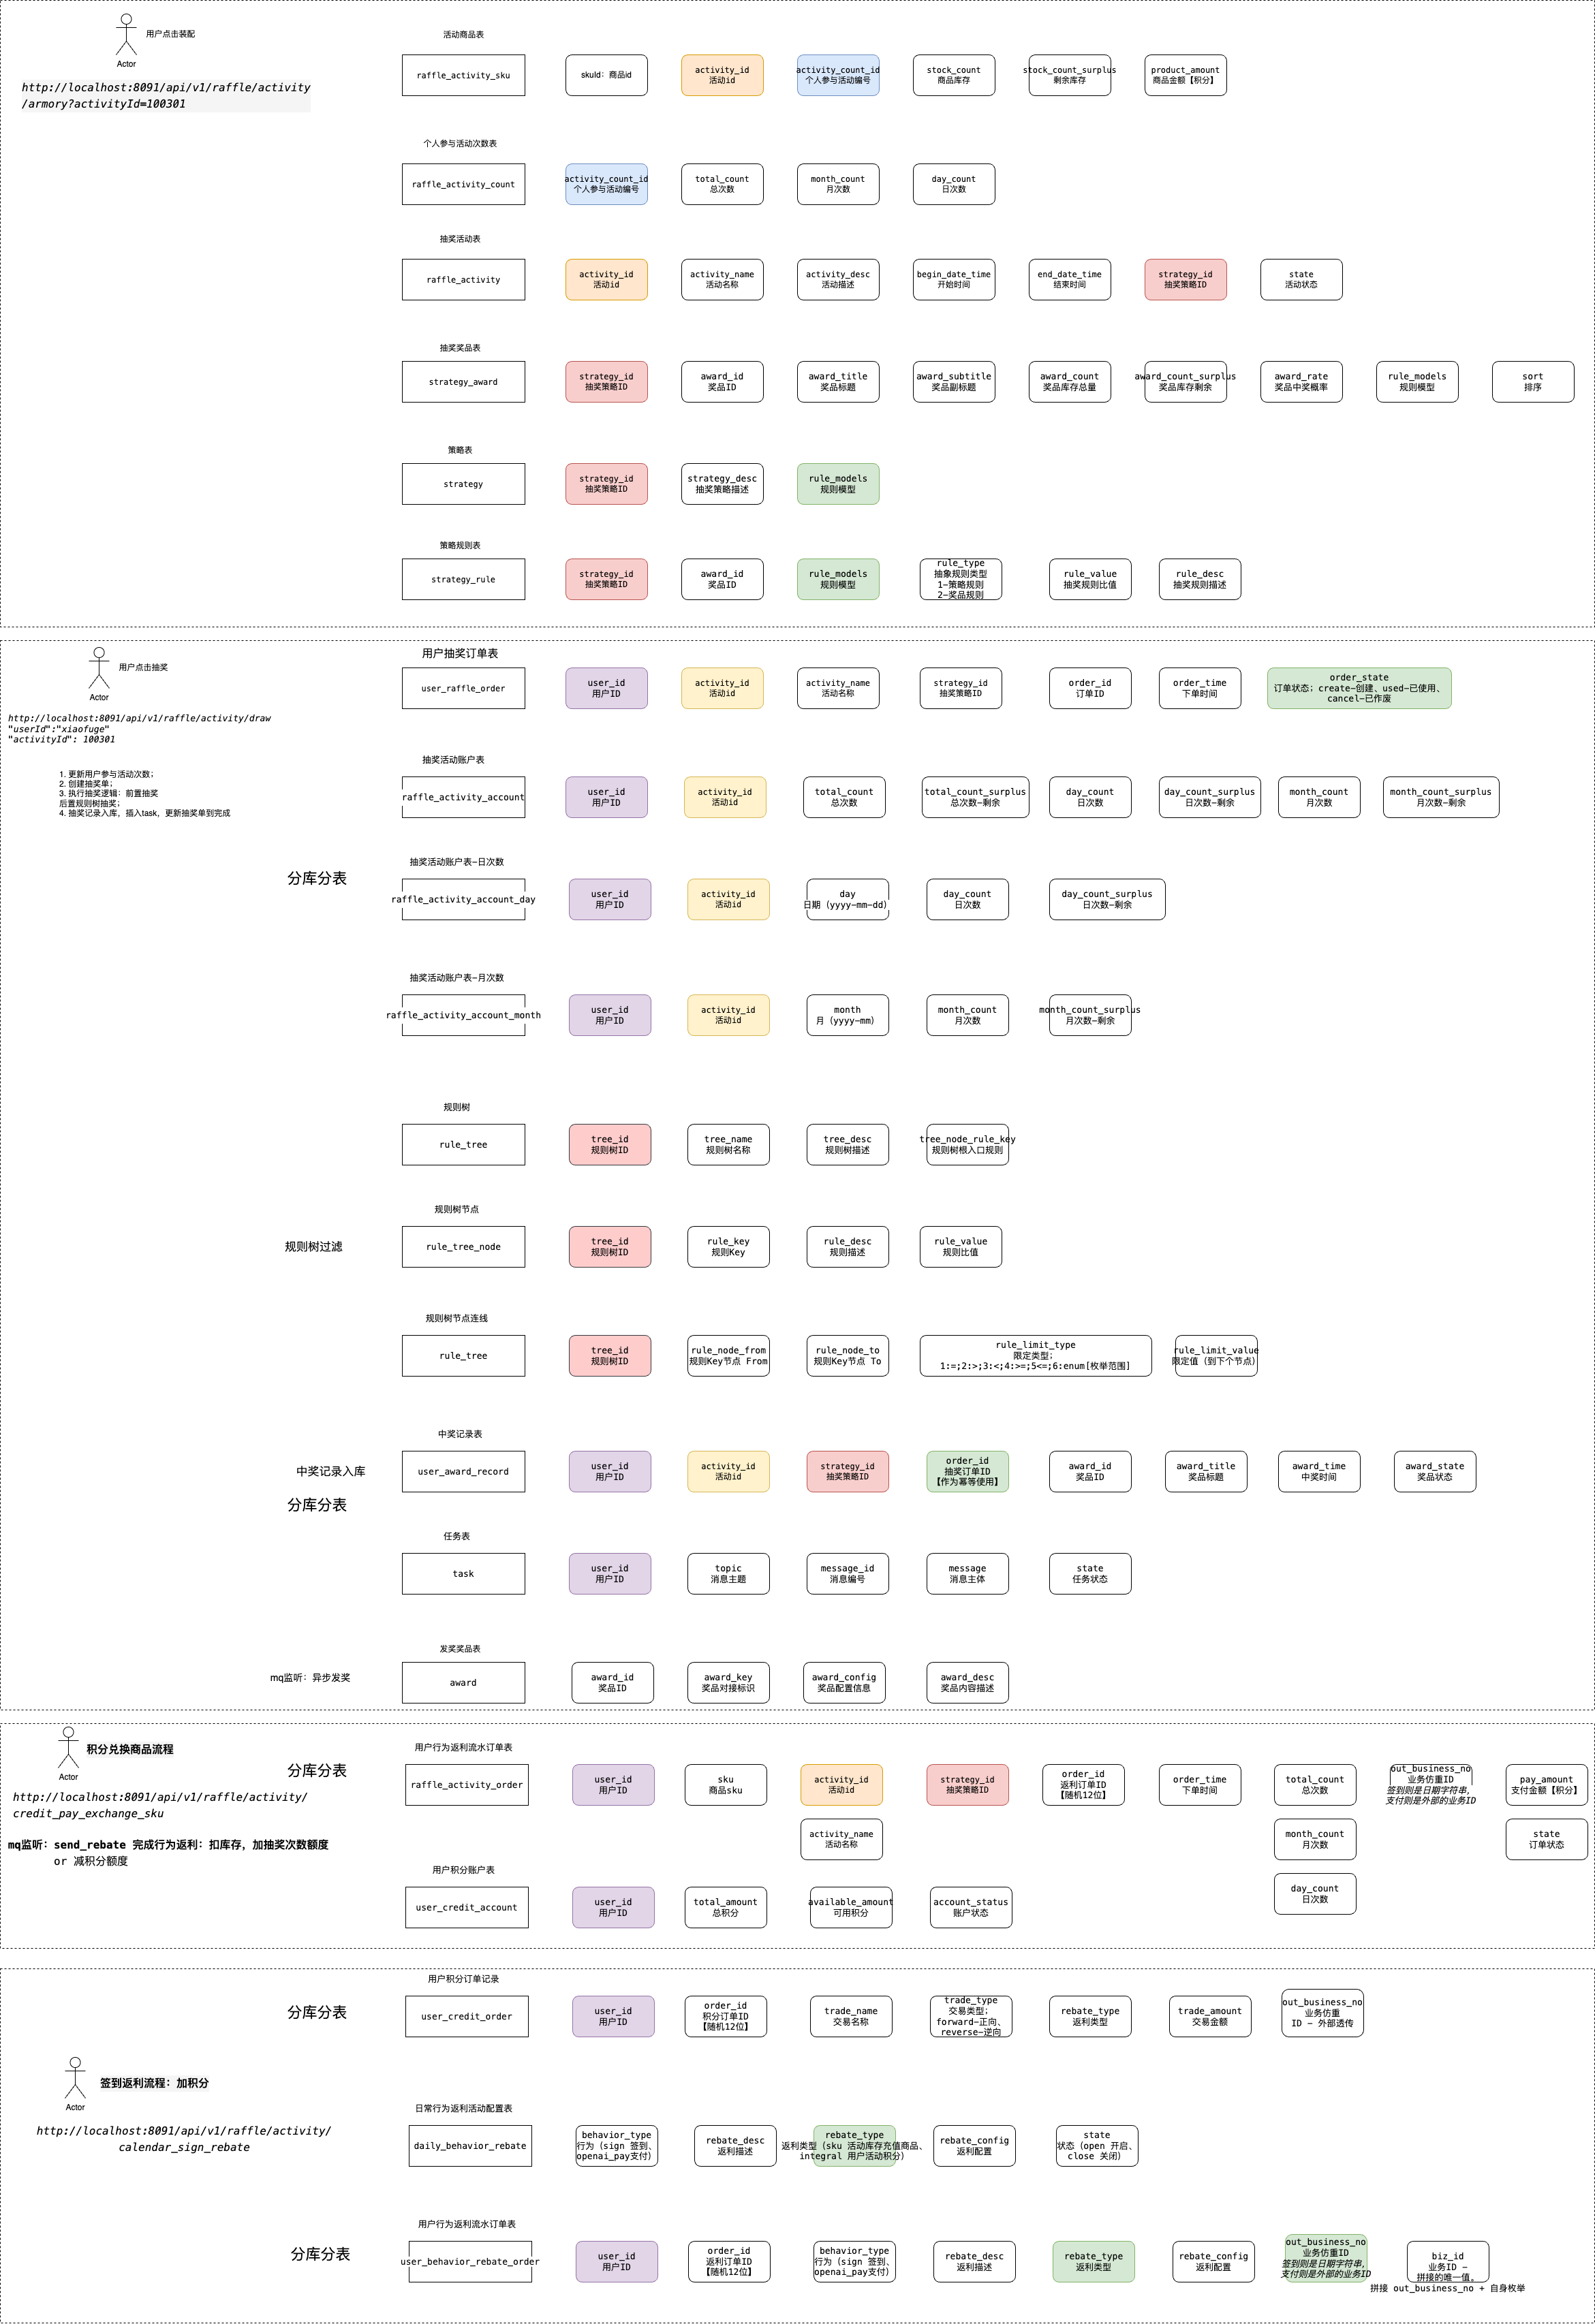 用户点击装配
Actor
http://localhost:8091/api/v1/raffle/activity
/armory?activityId=100301
活动商品表
raffle_activity_sku
skuId：商品id
activity_id
活动id
activity_count_id
个人参与活动编号
stock_count
商品库存
stock_count_surplus
剩余库存
product_amount
商品金额【积分】
个人参与活动次数表
raffle_activity_count
activity_count_id
个人参与活动编号
total_count
总次数
month_count
月次数
day_count
日次数
抽奖活动表
raffle_activity
activity_id
活动id
activity_name
活动名称
activity_desc
活动描述
begin_date_time
开始时间
end_date_time
结束时间
strategy_id
抽奖策略ID
state
活动状态
抽奖奖品表
strategy_award
strategy_id
抽奖策略ID
award_id
奖品ID
award_title
奖品标题
award_subtitle
奖品副标题
award_count
奖品库存总量
award_count_surplus
奖品库存剩余
award_rate
奖品中奖概率
rule_models
规则模型
sort
排序
策略表
strategy
strategy_id
抽奖策略ID
strategy_desc
抽奖策略描述
rule_models
规则模型
策略规则表
strategy_rule
strategy_id
抽奖策略ID
award_id
奖品ID
rule_models
规则模型
rule_type
抽象规则类型
1-策略规则
2-奖品规则
rule_value
抽奖规则比值
rule_desc
抽奖规则描述
用户点击抽奖
Actor
http://localhost:8091/api/v1/raffle/activity/draw
"userId":"xiaofuge"
"activityId": 100301
1. 更新用户参与活动次数；
2. 创建抽奖单；
3. 执行抽奖逻辑：前置抽奖
后置规则树抽奖；
4. 抽奖记录入库，插入task，更新抽奖单到完成
用户抽奖订单表
user_raffle_order
user_id
用户ID
activity_id
活动id
activity_name
活动名称
strategy_id
抽奖策略ID
order_id
订单ID
order_time
下单时间
order_state
订单状态；create-创建、used-已使用、
cancel-已作废
抽奖活动账户表
raffle_activity_account
user_id
用户ID
activity_id
活动id
total_count
总次数
total_count_surplus
总次数-剩余
day_count
日次数
day_count_surplus
日次数-剩余
month_count
月次数
month_count_surplus
月次数-剩余
分库分表
抽奖活动账户表-日次数
raffle_activity_account_day
user_id
用户ID
activity_id
活动id
day
日期（yyyy-mm-dd）
day_count
日次数
day_count_surplus
日次数-剩余
抽奖活动账户表-月次数
raffle_activity_account_month
user_id
用户ID
activity_id
活动id
month
月（yyyy-mm）
month_count
月次数
month_count_surplus
月次数-剩余
规则树
rule_tree
tree_id
规则树ID
tree_name
规则树名称
tree_desc
规则树描述
tree_node_rule_key
规则树根入口规则
规则树过滤
规则树节点
rule_tree_node
tree_id
规则树ID
rule_key
规则Key
rule_desc
规则描述
rule_value
规则比值
规则树节点连线
rule_tree
tree_id
规则树ID
rule_node_from
规则Key节点 From
rule_node_to
规则Key节点 To
rule_limit_type
限定类型；
1:=;2:>;3:<;4:>=;5<=;6:enum[枚举范围]
rule_limit_value
限定值（到下个节点）
中奖记录入库
分库分表
中奖记录表
user_award_record
user_id
用户ID
activity_id
活动id
strategy_id
抽奖策略ID
order_id
抽奖订单ID
【作为幂等使用】
award_id
奖品ID
award_title
奖品标题
award_time
中奖时间
award_state
奖品状态
任务表
task
user_id
用户ID
topic
消息主题
message_id
消息编号
message
消息主体
state
任务状态
mq监听：异步发奖
发奖奖品表
award
award_id
奖品ID
award_key
奖品对接标识
award_config
奖品配置信息
award_desc
奖品内容描述
积分兑换商品流程
Actor
http://localhost:8091/api/v1/raffle/activity/
credit_pay_exchange_sku
mq监听：send_rebate 完成行为返利：扣库存，加抽奖次数额度
or 减积分额度
分库分表
用户行为返利流水订单表
raffle_activity_order
user_id
用户ID
sku
商品sku
activity_id
活动id
strategy_id
抽奖策略ID
order_id
返利订单ID
【随机12位】
order_time
下单时间
total_count
总次数
out_business_no
业务仿重ID
签到则是日期字符串，
支付则是外部的业务ID
pay_amount
支付金额【积分】
activity_name
活动名称
month_count
月次数
state
订单状态
day_count
日次数
用户积分账户表
user_credit_account
user_id
用户ID
total_amount
总积分
available_amount
可用积分
account_status
账户状态
分库分表
用户积分订单记录
user_credit_order
user_id
用户ID
order_id
积分订单ID
【随机12位】
trade_name
交易名称
trade_type
交易类型；
forward-正向、
reverse-逆向
rebate_type
返利类型
trade_amount
交易金额
out_business_no
业务仿重
ID - 外部透传
签到返利流程：加积分
Actor
http://localhost:8091/api/v1/raffle/activity/
calendar_sign_rebate
日常行为返利活动配置表
daily_behavior_rebate
behavior_type
行为（sign 签到、
openai_pay支付）
rebate_desc
返利描述
rebate_type
返利类型（sku 活动库存充值商品、
integral 用户活动积分）
rebate_config
返利配置
state
状态（open 开启、
close 关闭）
分库分表
用户行为返利流水订单表
user_behavior_rebate_order
user_id
用户ID
order_id
返利订单ID
【随机12位】
behavior_type
行为（sign 签到、
openai_pay支付）
rebate_desc
返利描述
rebate_type
返利类型
rebate_config
返利配置
out_business_no
业务仿重ID
签到则是日期字符串，
支付则是外部的业务ID
biz_id
业务ID -
拼接的唯一值。
拼接 out_business_no + 自身枚举